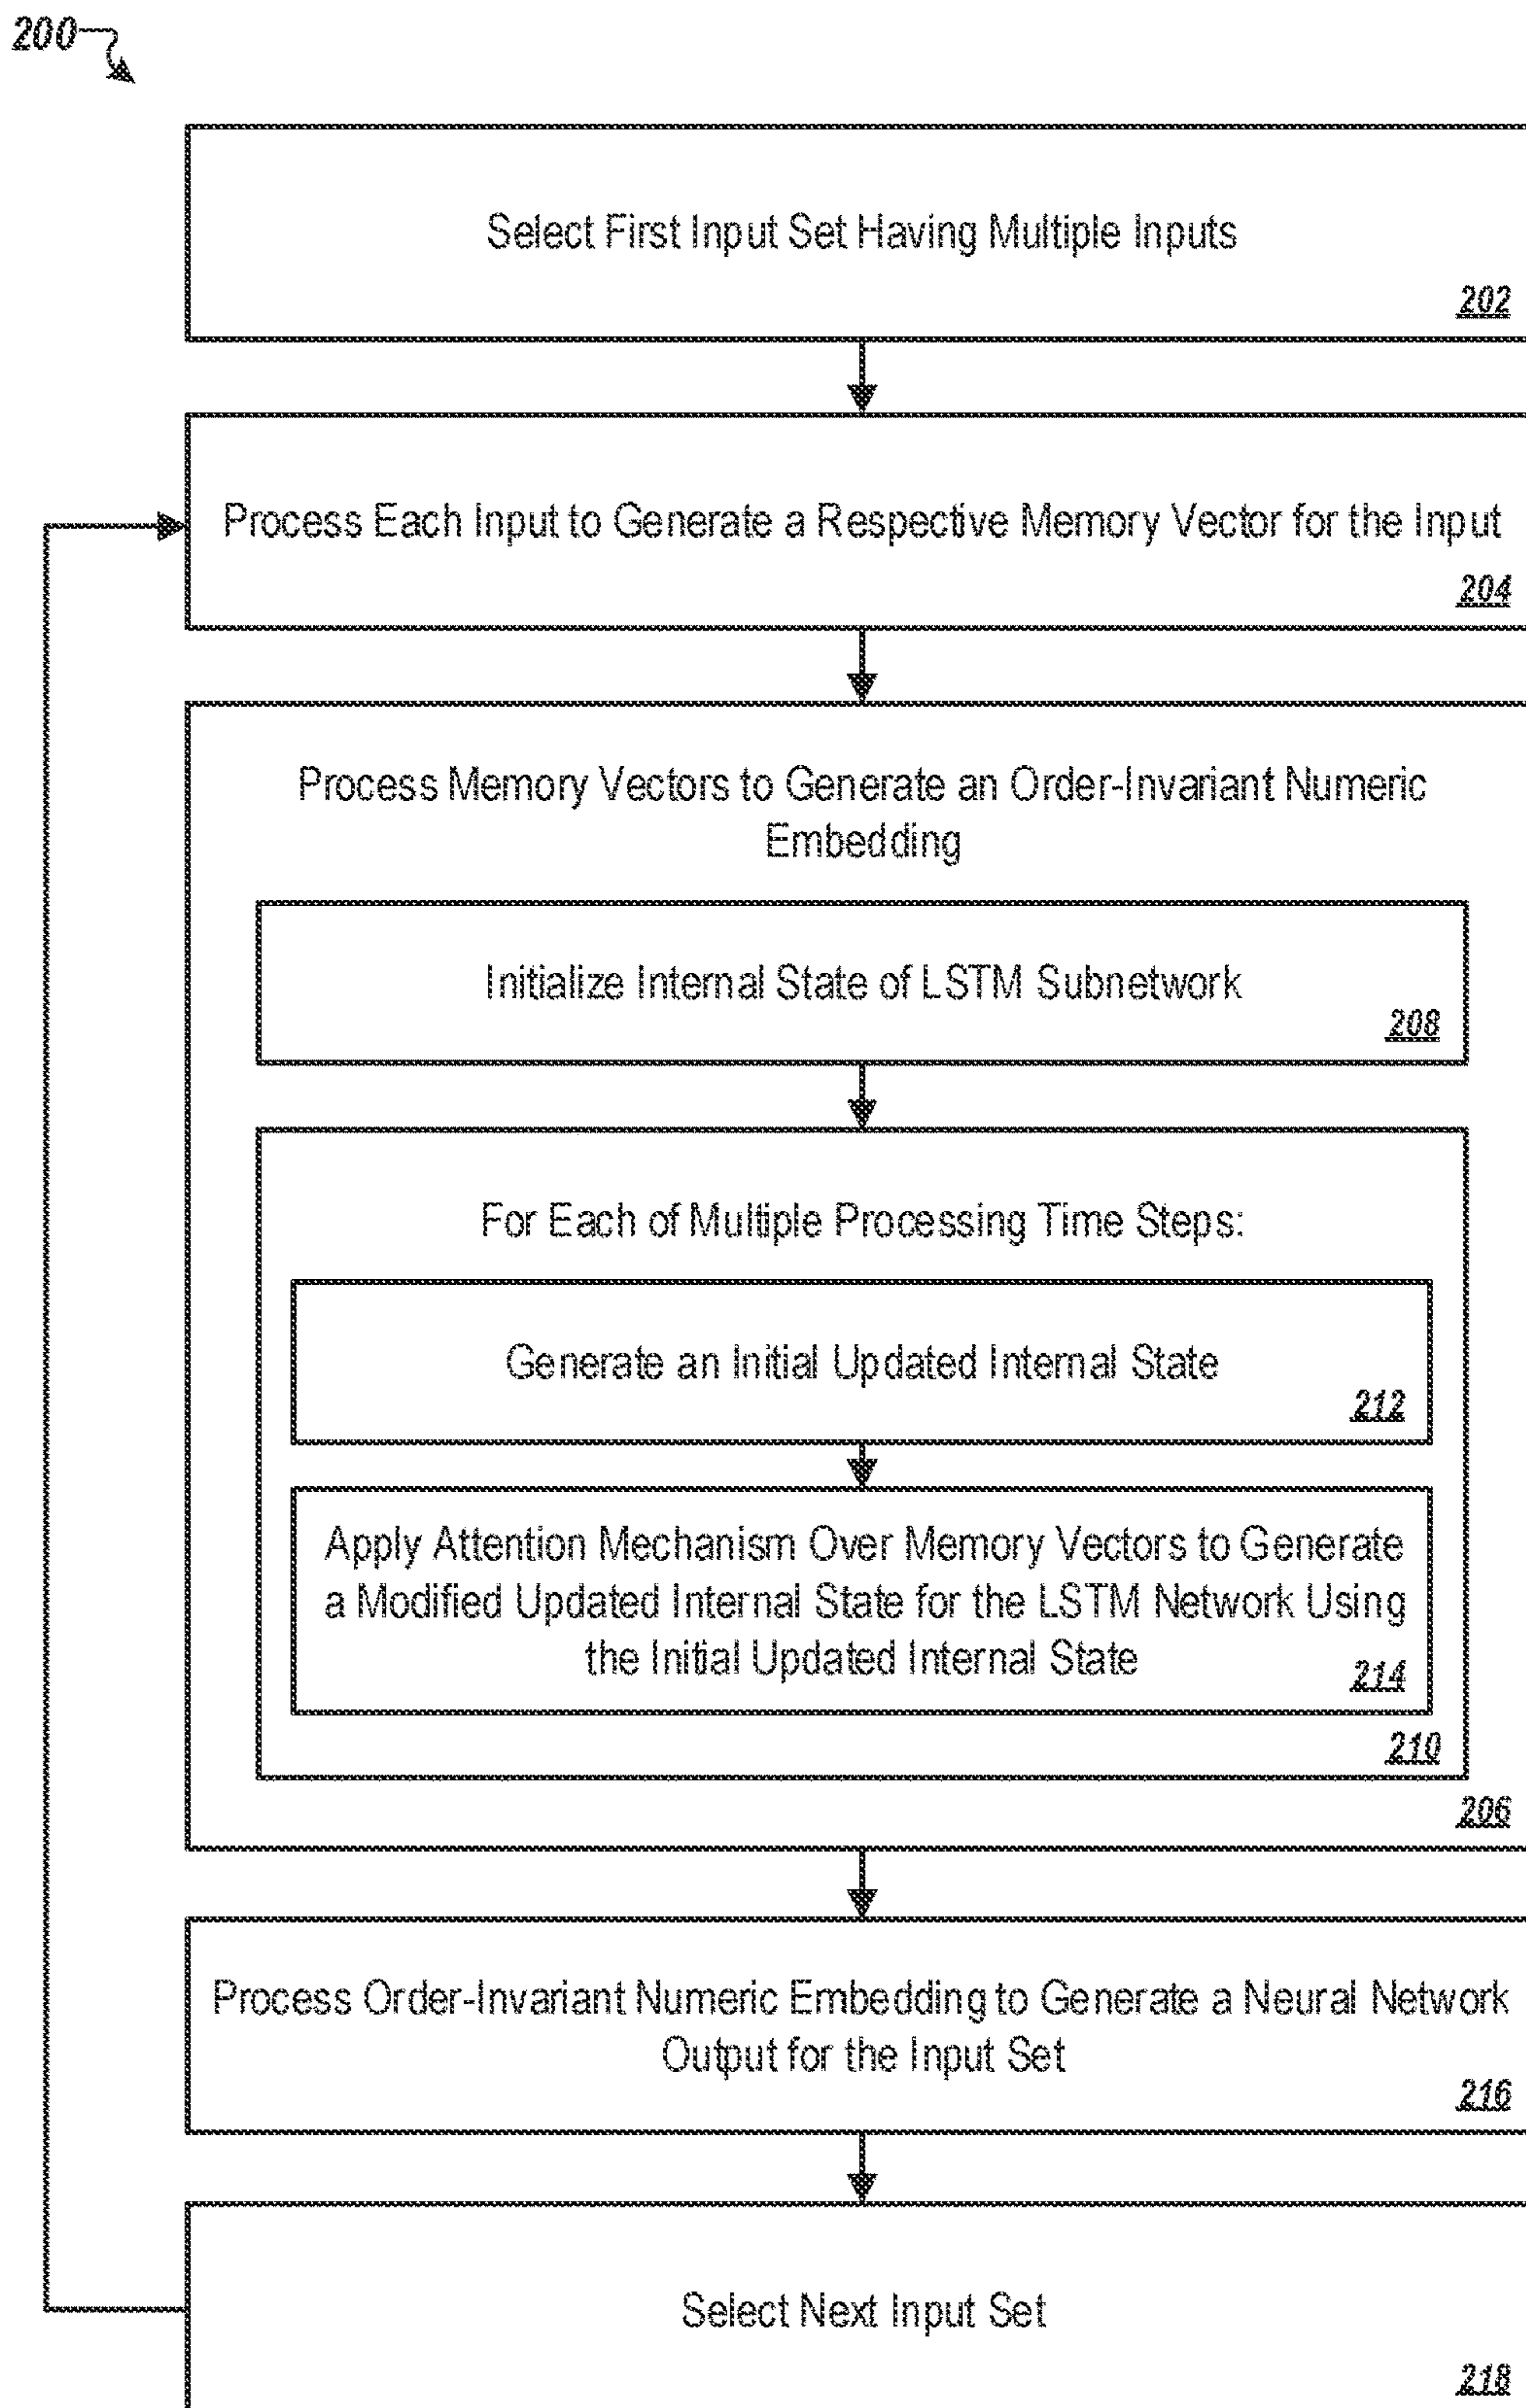 200
Select First Input Set Having Multiple Inputs
202
Process Each Input to Generate a Respective Memory Vector for the Input
204
Process Memory Vectors to Generate an Order-Invariant Numeric
Embedding
Initialize Internal State of LSTM Subnetwork
208
For Each of Multiple Processing Time Steps:
Generate an Initial Updated Internal State
212
Apply Attention Mechanism Over Memory Vectors to Generate
a Modified Updated Internal State for the LSTM Network Using
the Initial Updated Internal State
214
210
206
Process Order-Invariant Numeric Embedding to Generate a Neural Network
Output for the Input Set
216
Select Next Input Set
218